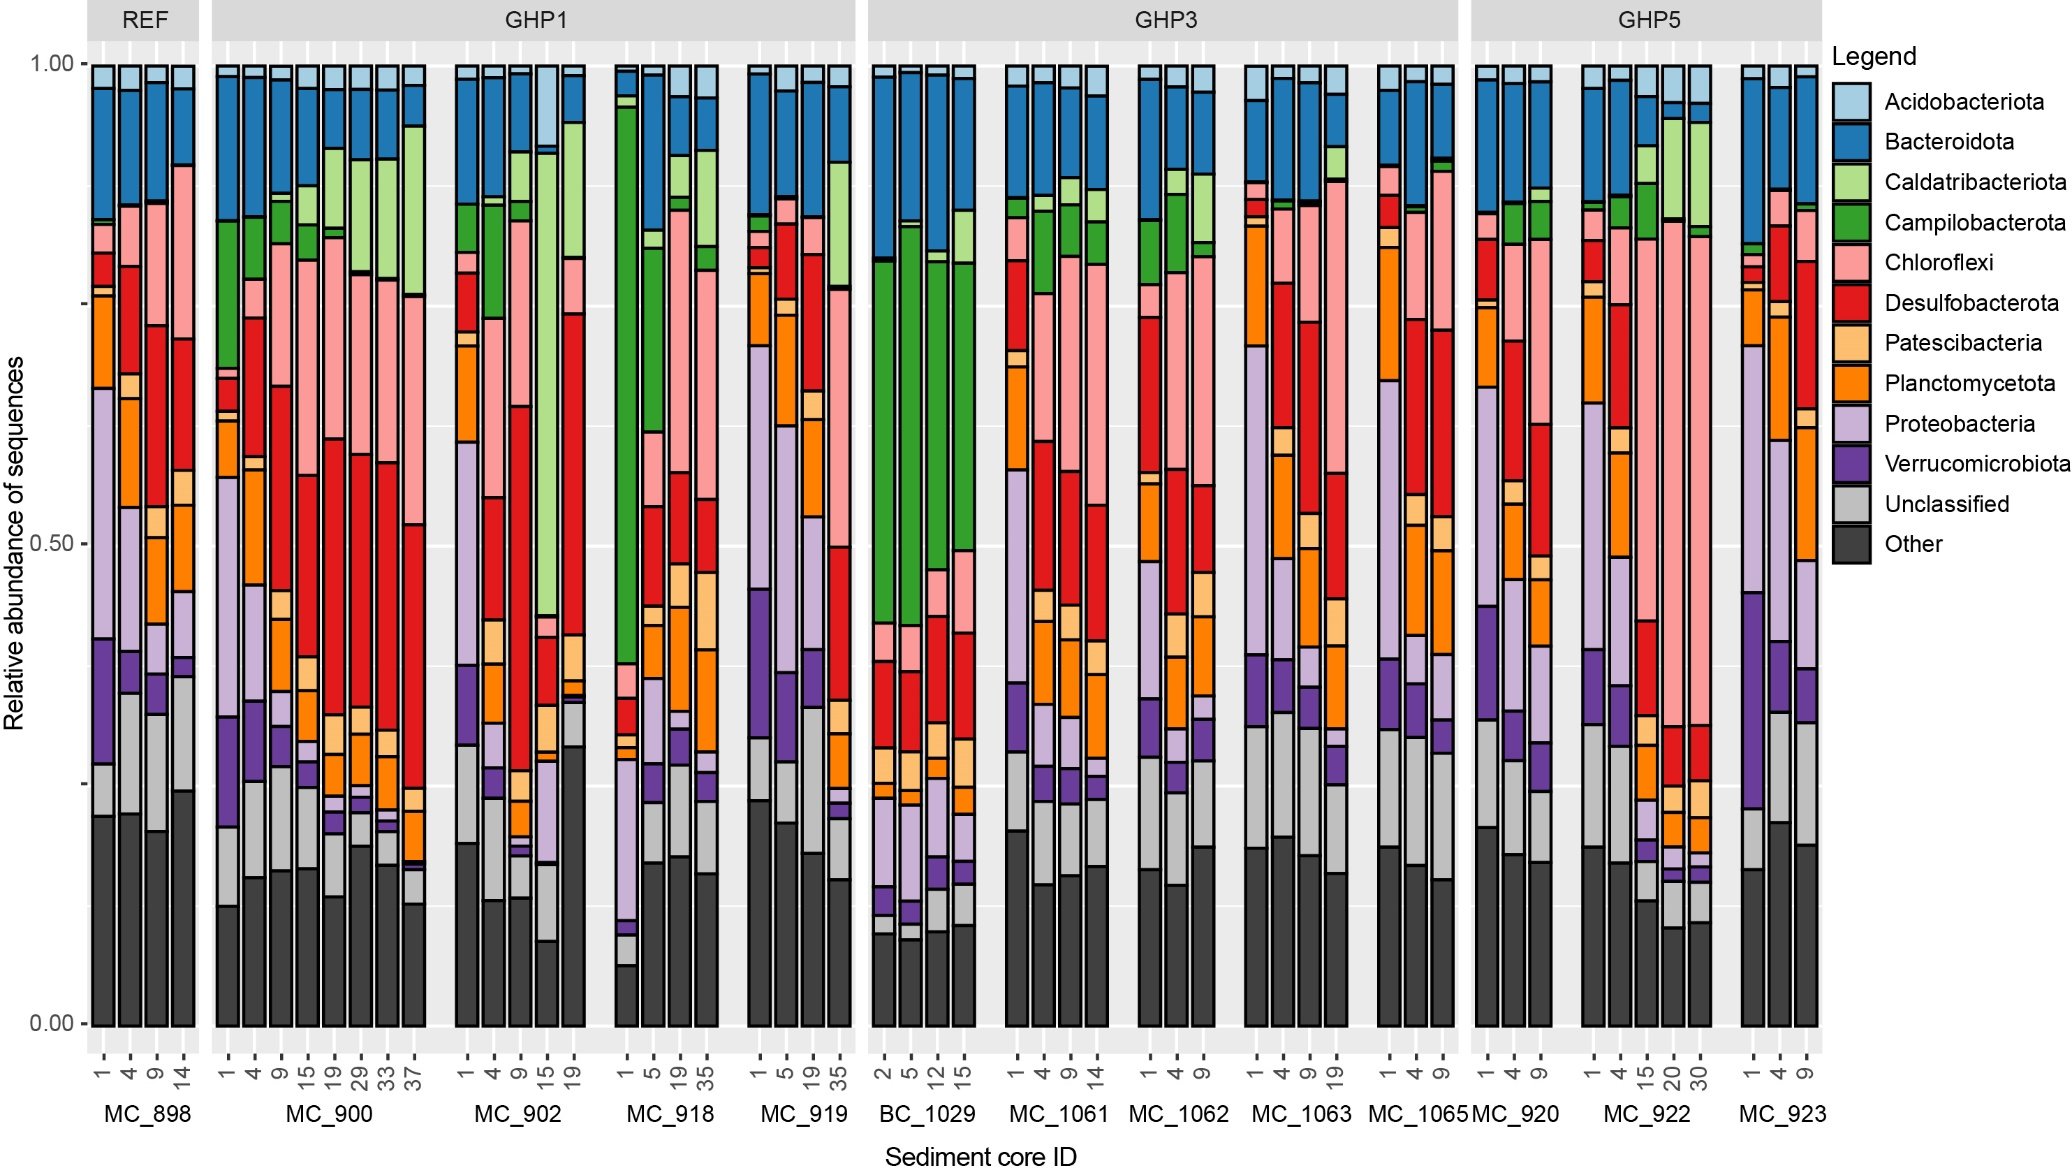 REF GHP1 GHP3 GHP5
Legend
Acidobacteriota
Bacteroidota
Caldatribacteriota
Campilobacterota
Chloroflexi
Desulfobacterota
Patescibacteria
Planctomycetota
Proteobacteria
Verrucomicrobiota
Unclassified
Other
Relative abundance of sequences
1.00
0.50
0.00
1 4 9 14 1 4 9 15 19 29 33 37 1 4 9 15 19 1 5 19 35 1 5 19 35 2 5 12 15 1 4 9 14 1 4 9 1 4 9 19 1 4 9 1 4 9 1 4 15 20 30 1 4 9
MC_898 MC_900 MC_902 MC_918 MC_919 BC_1029 MC_1061 MC_1062 MC_1063 MC_1065 MC_920 MC_922 MC_923
Sediment core ID